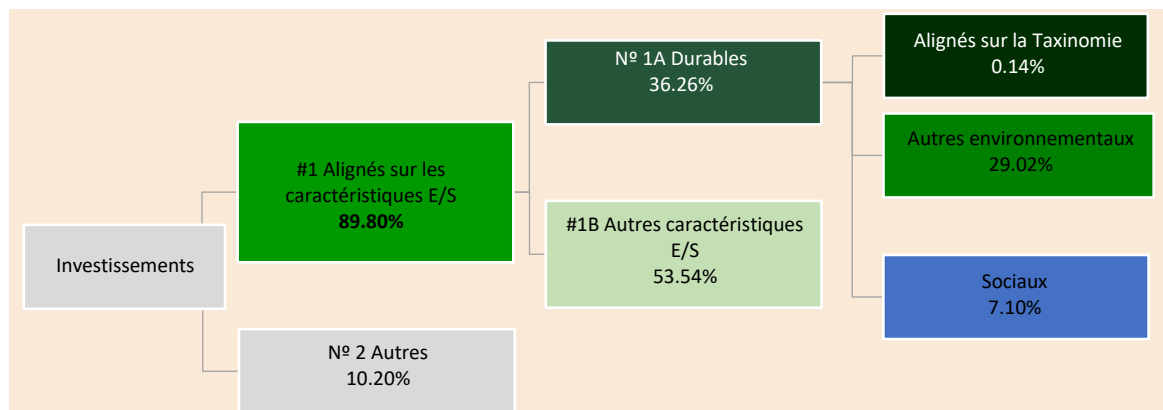 Investissements
#1 Alignés sur les
caractéristiques E/S
89.80%
Nº 2 Autres
10.20%
Nº 1A Durables
36.26%
#1B Autres caractéristiques
E/S
53.54%
Alignés sur la Taxinomie
0.14%
Autres environnementaux
29.02%
Sociaux
7.10%